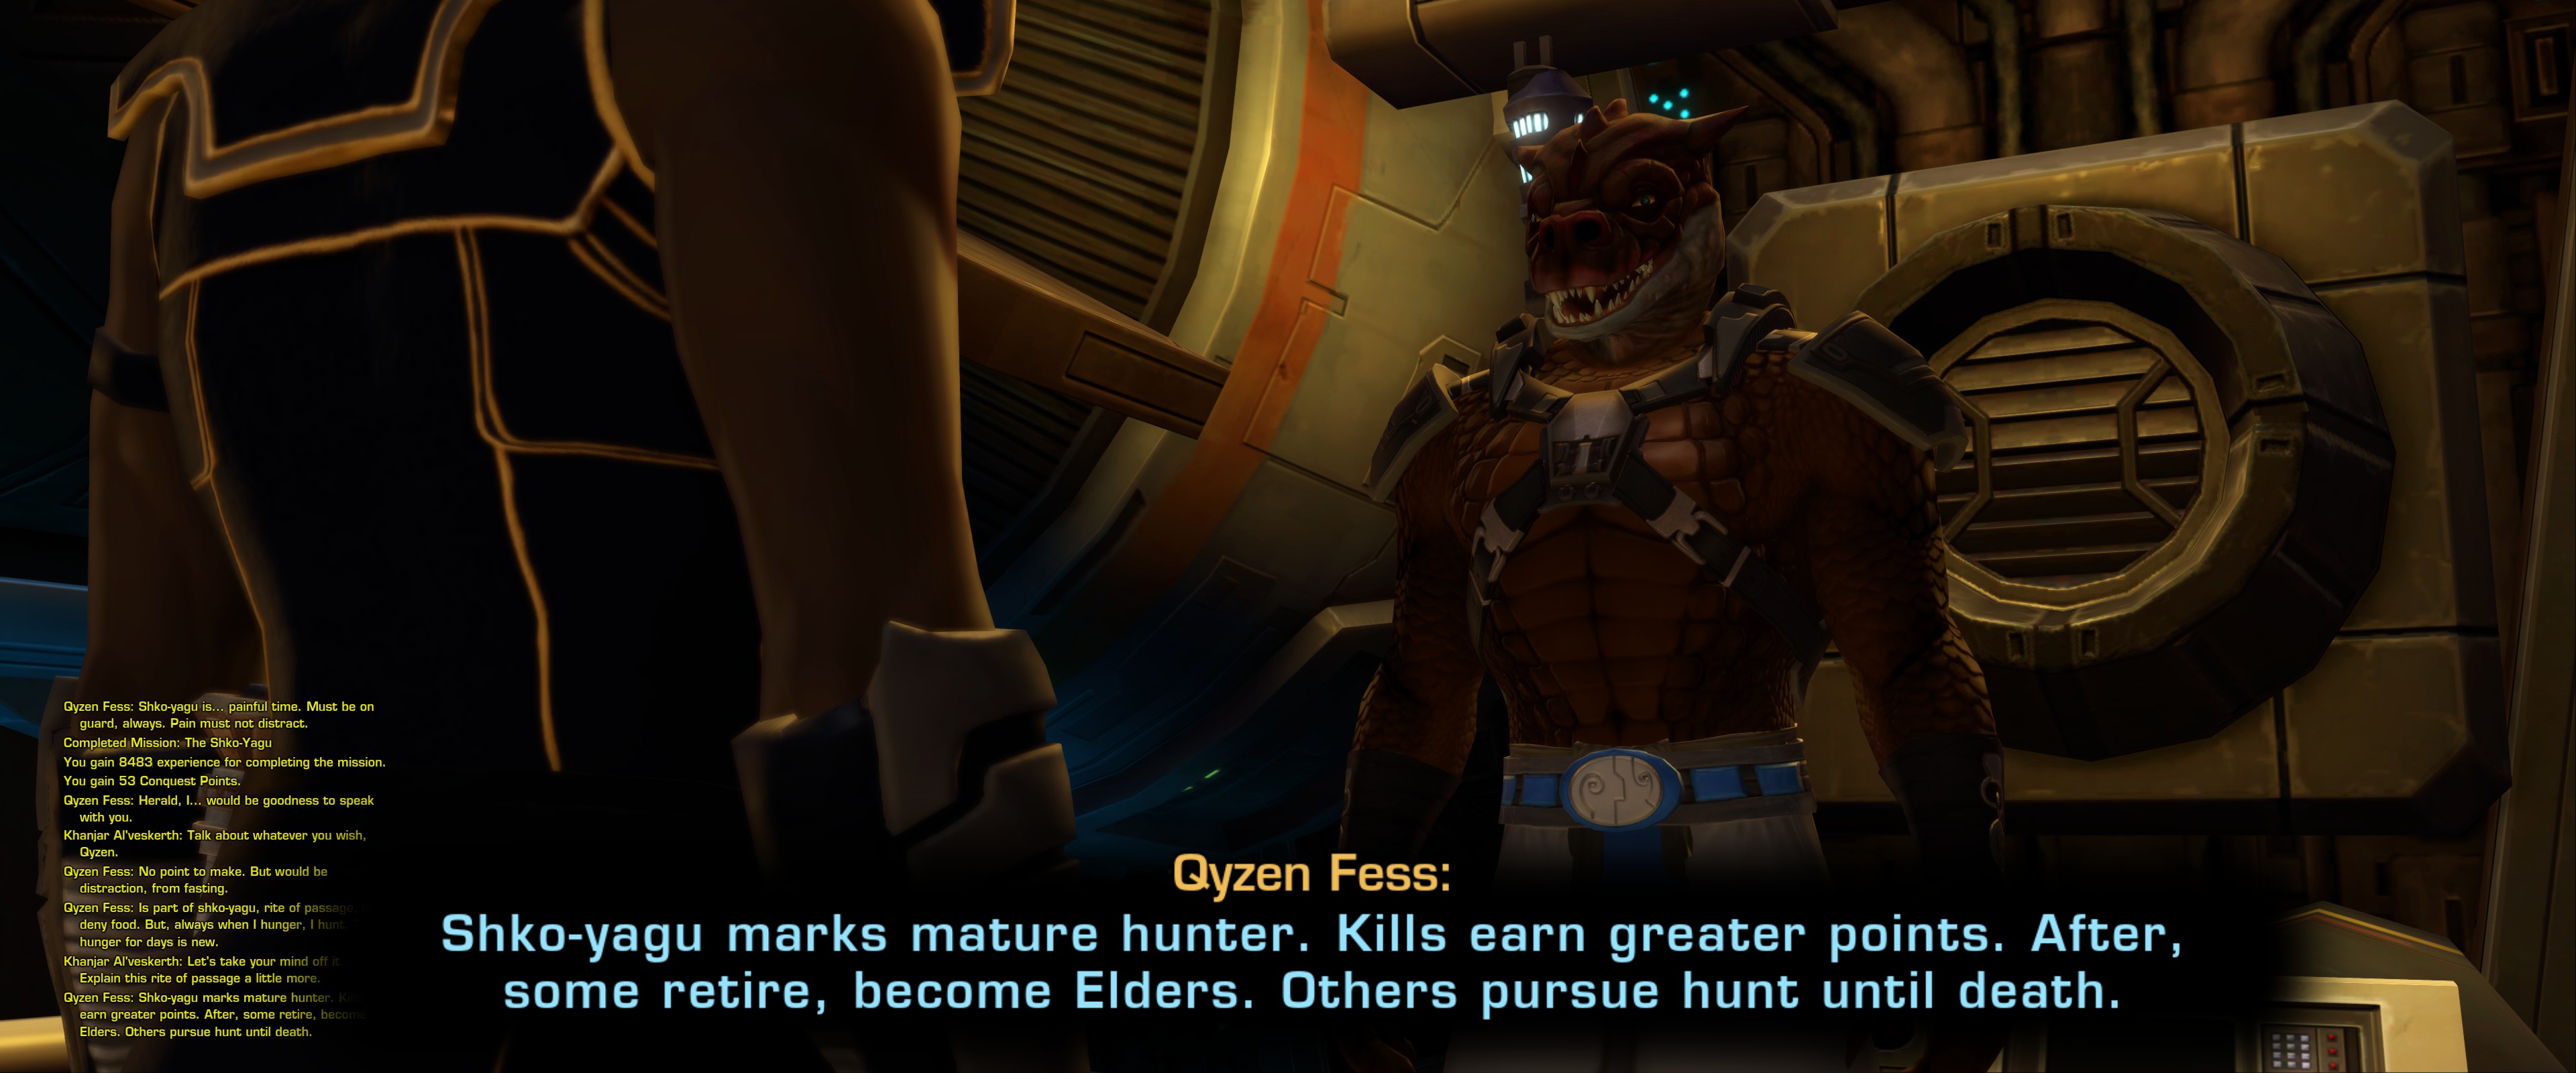 Qyzen Fess: Shko-yagu is... painful time. Must be on
guard, always. Pain must not distract.
Completed Mission: The Shko-Yagu
You gain 8483 experience for completing the mission.
You gain 53 Conquest Points.
Qyzen Fess: Herald, I... would be goodness to speak
with you.
Khanjar Al'veskerth: Talk about whatever you wish,
Qyzen.
Qyzen Fess: No point to make. But would be
distraction, from fasting.
Qyzen Fess: Is part of shko-yagu, rite of passage.
deny food. But, always when I hunger, I hunt.
hunger for days is new.
Khanjar Al'veskerth: Let's take your mind off it.
Explain this rite of passage a little more.
Qyzen Fess: Shko-yagu marks mature hunter. Kills
earn greater points. After, some retire, become
Elders. Others pursue hunt until death.
Qyzen Fess:
Shko-yagu marks mature hunter. Kills earn greater points. After,
some retire, become Elders. Others pursue hunt until death.